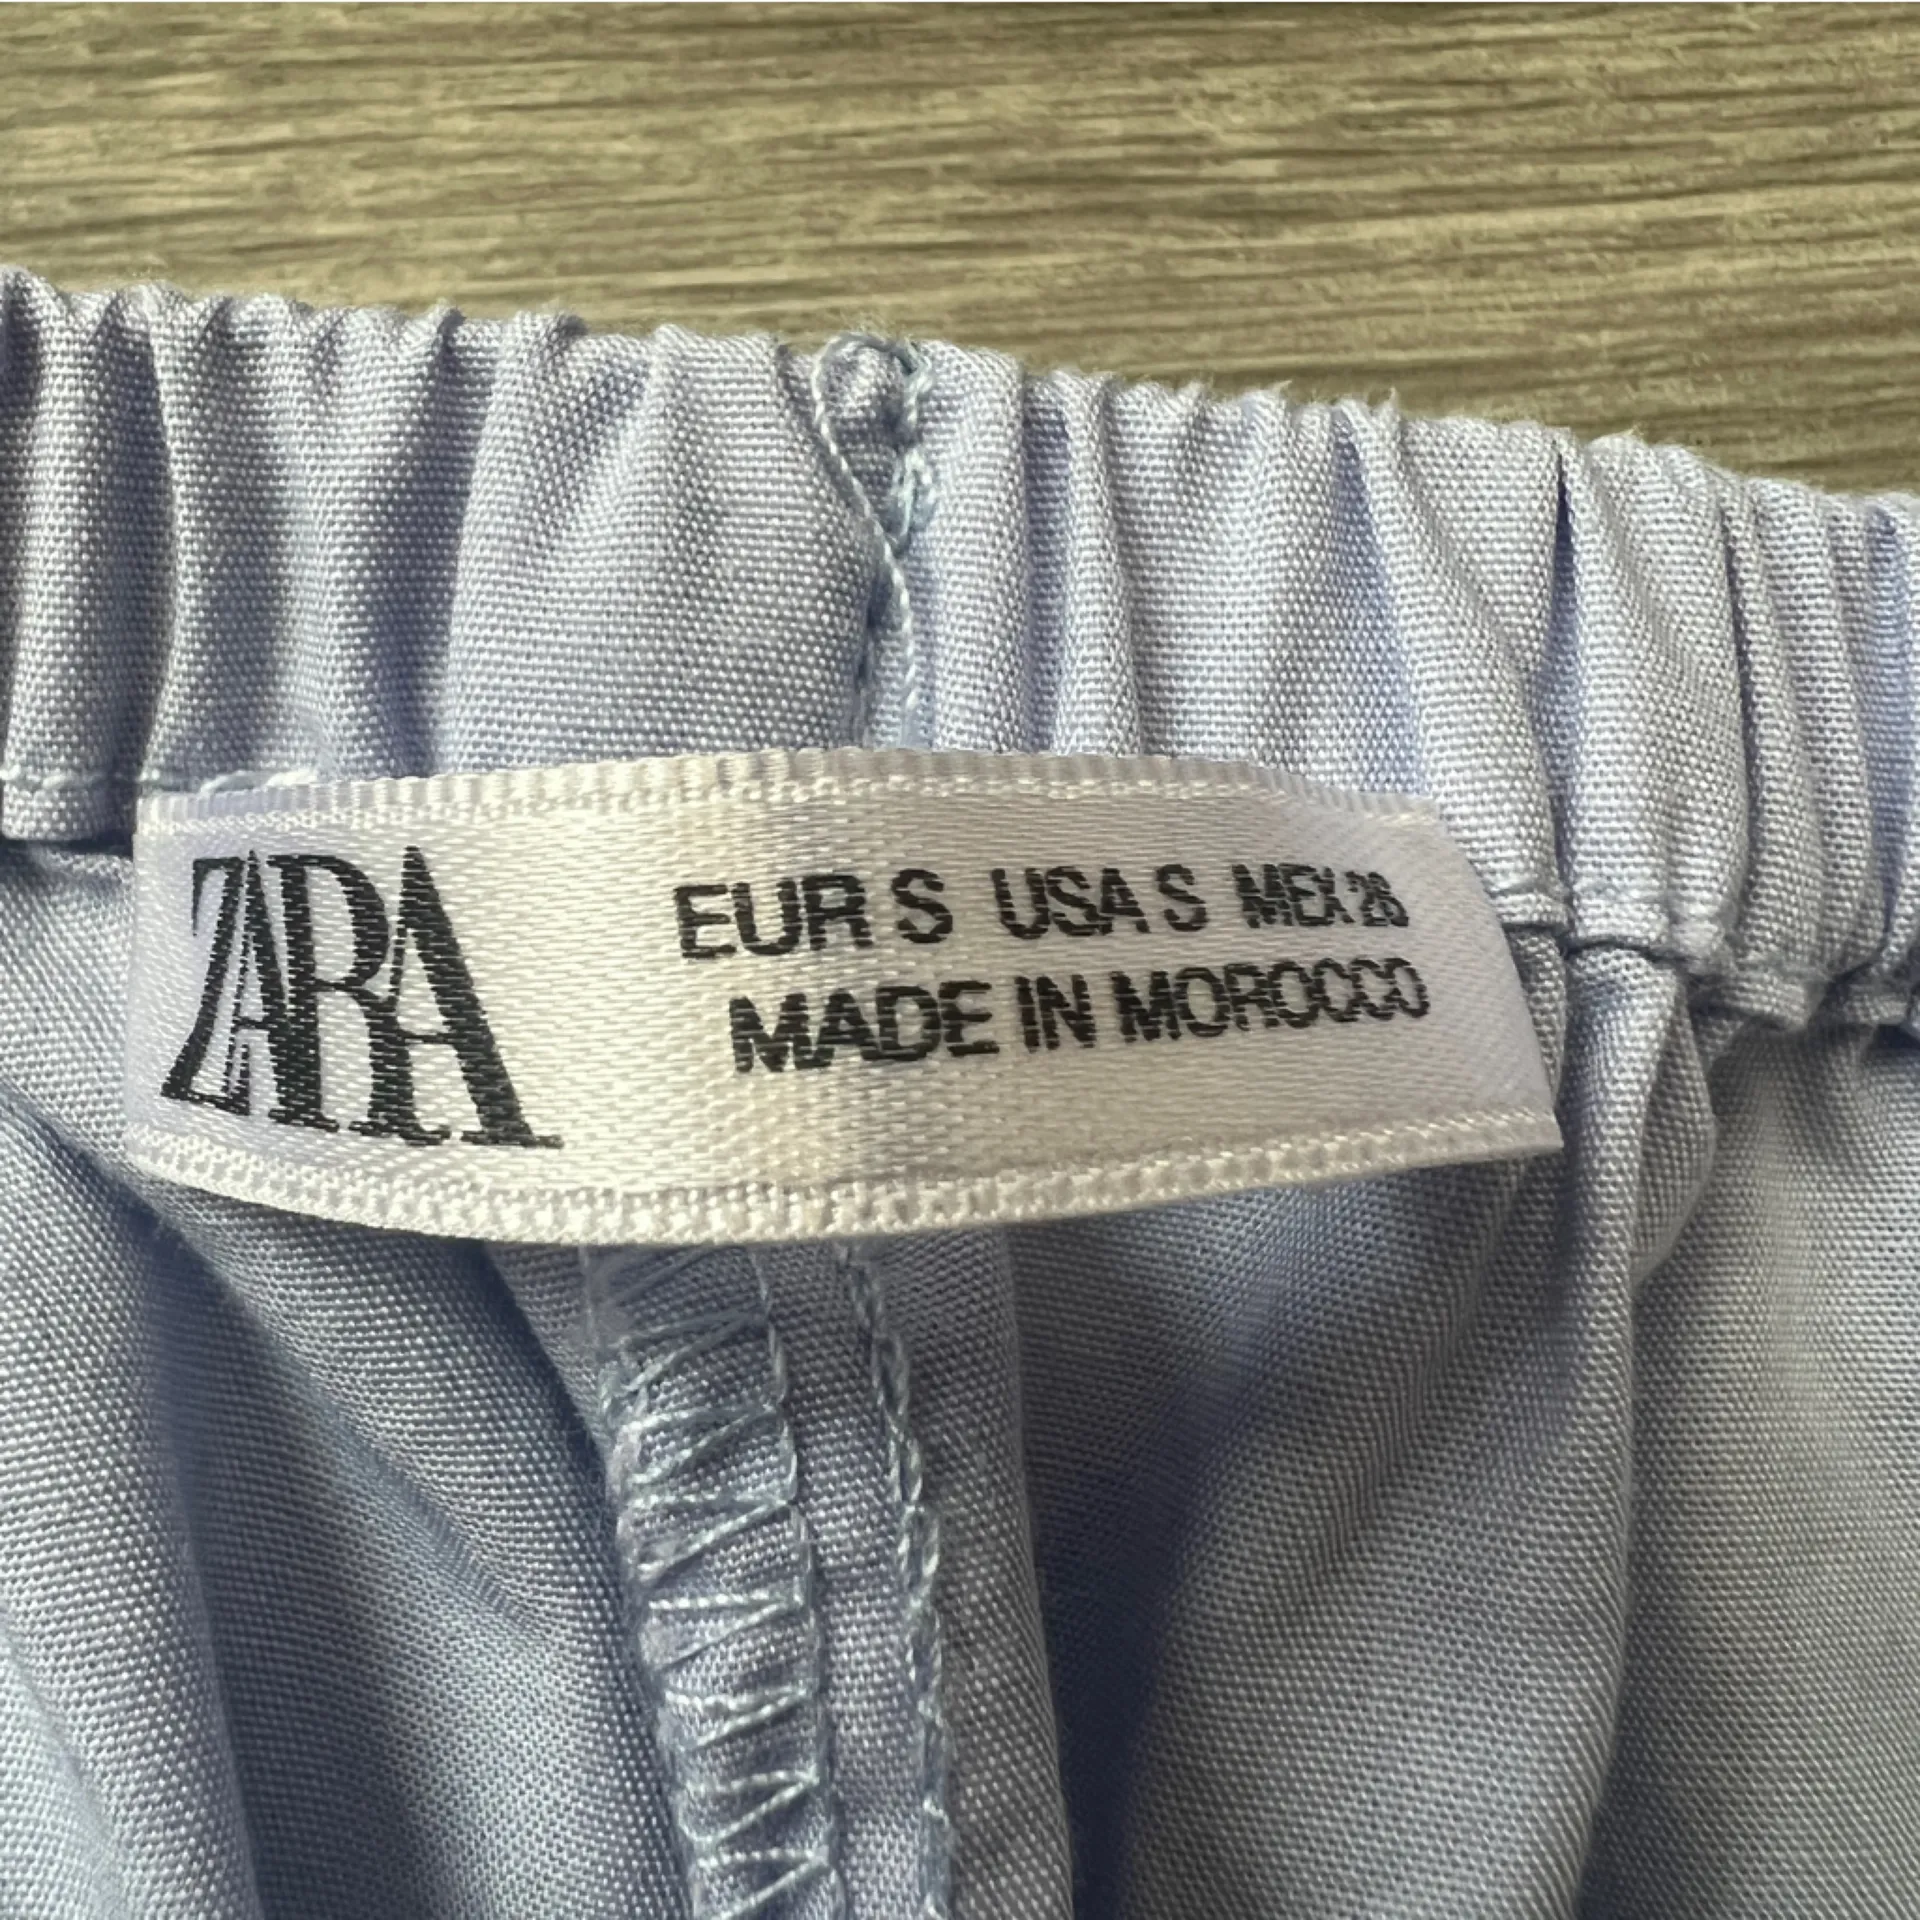 ZARA
EUR S USA S MEX 26
MADE IN MOROCCO